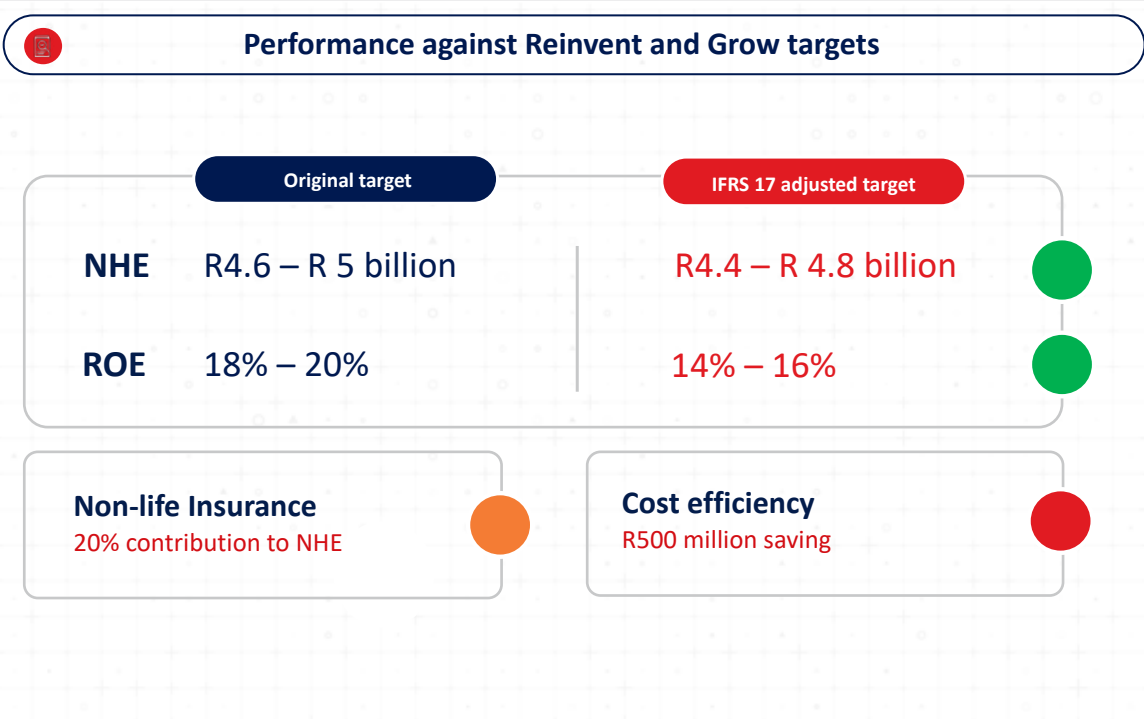 Performance against Reinvent and Grow targets
Original target
IFRS 17 adjusted target
NHE R4.6 – R 5 billion R4.4 – R 4.8 billion
ROE 18% – 20% 14% – 16%
Non-life Insurance
20% contribution to NHE
Cost efficiency
R500 million saving